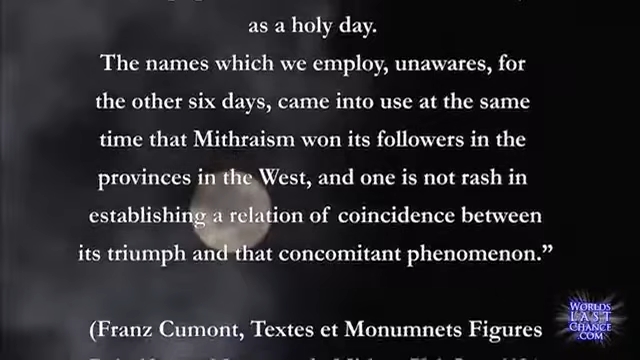 as a holy day.
The names which we employ, unawares, for
the other six days, came into use at the same
time that Mithraism won its followers in the
provinces in the West, and one is not rash in
establishing a relation of coincidence between
its triumph and that concomitant phenomenon.”
(Franz Cumont, Textes et Monumnets Figures
WORLDS
LAST
CHANCE
.COM